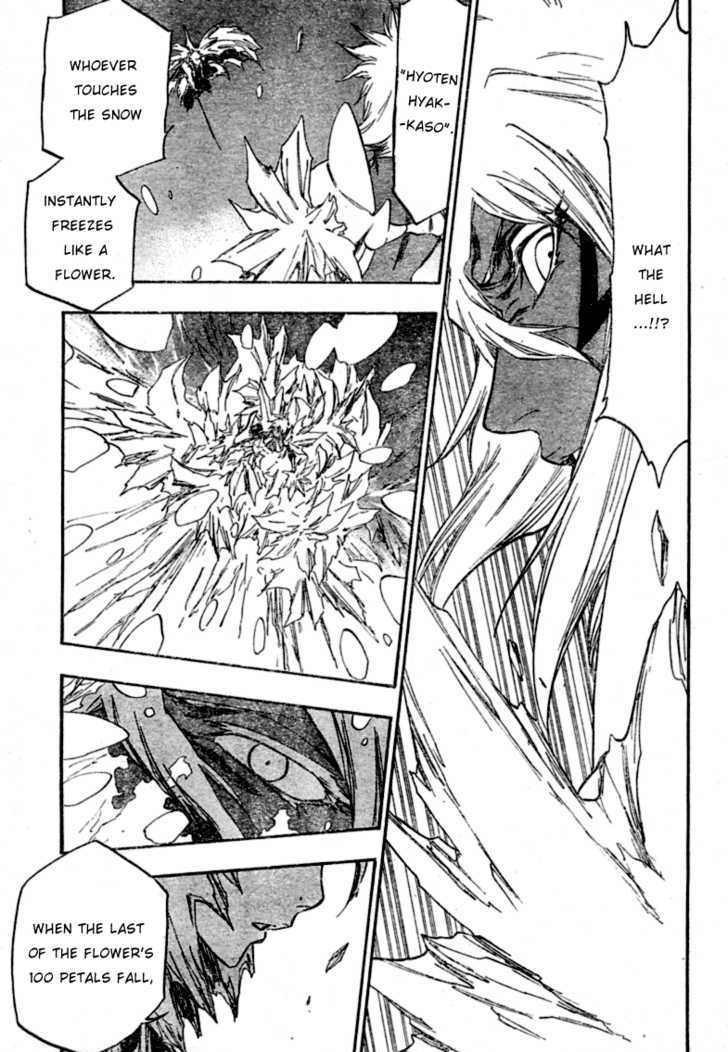 WHAT
THE
HELL
...!!?
"HYOTEN
HYAK-
-KASO".
WHOEVER
TOUCHES
THE SNOW
INSTANTLY
FREEZES
LIKE A
FLOWER.
WHEN THE LAST
OF THE FLOWER'S
100 PETALS FALL,